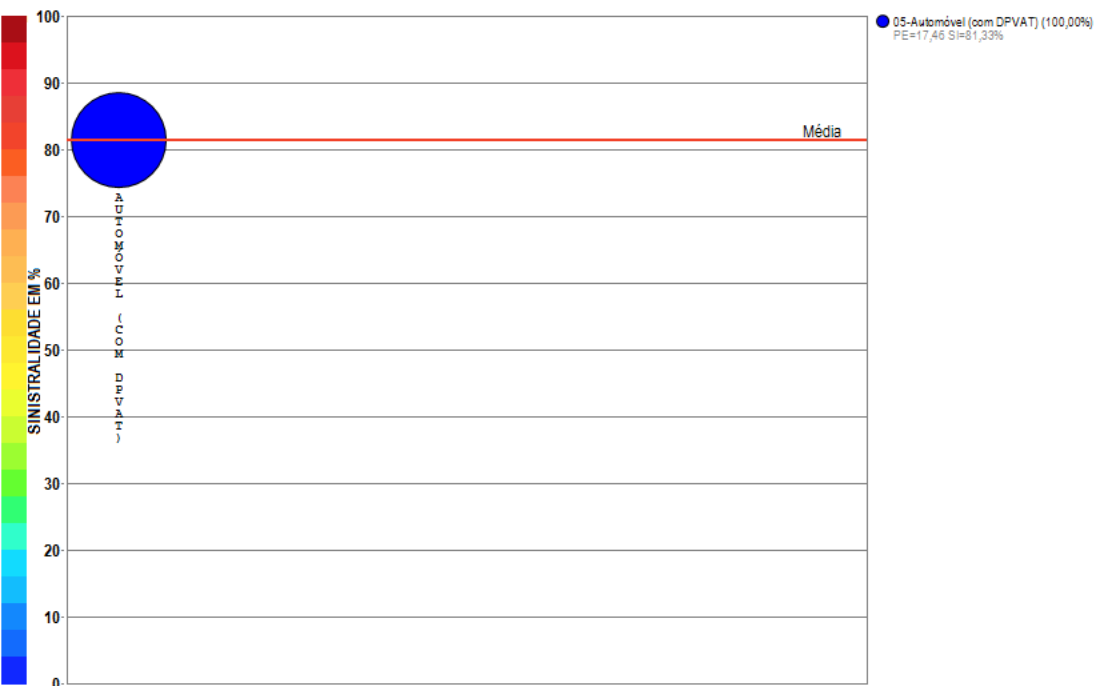 100
90
80
70
60
50
40
30
20
10
0
SINISTRALIDADE EM %
Média
AUTOMÓVEL (COM DPVAT)
05-Automóvel (com DPVAT) (100,00%)
PE=17,46 SI=81,33%